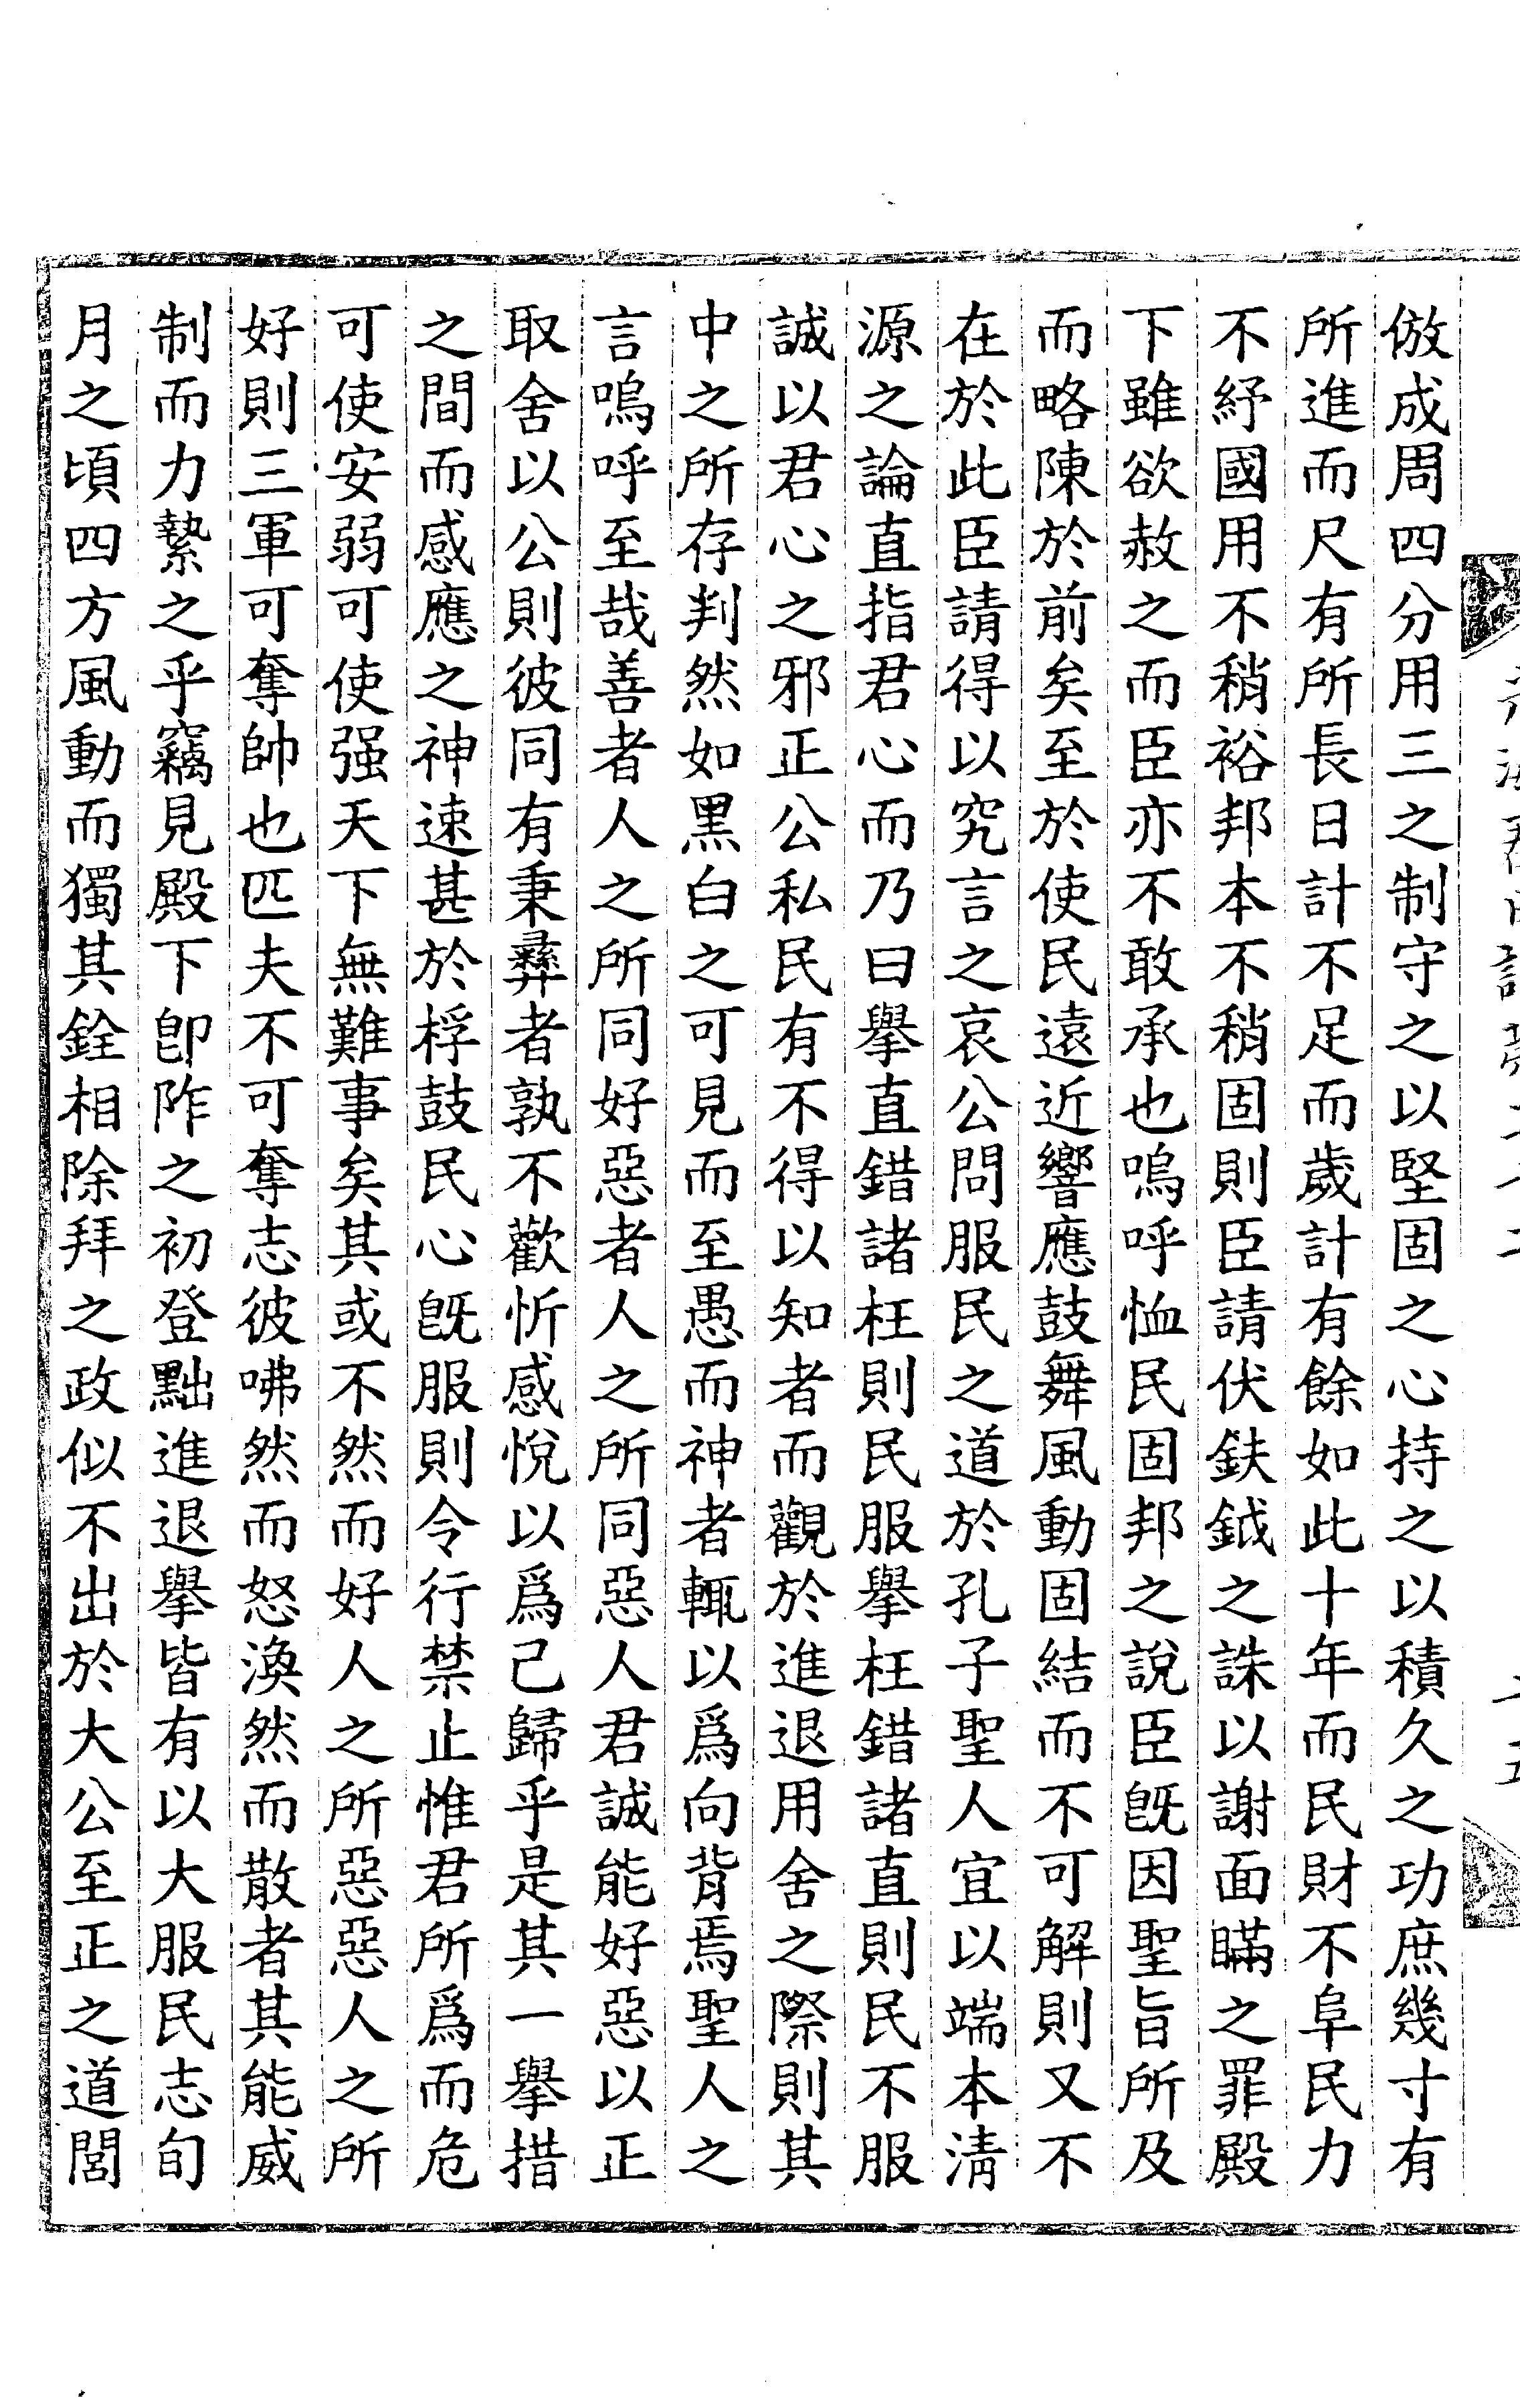 倣成周四分用三之制守之以堅固之心持之以積久之功庶幾寸有
所進而尺有所長日計不足而歲計有餘如此十年而民財不阜民力
不紓國用不稍裕邦本不稍固則臣請伏鈇鉞之誅以謝面瞞之罪殿
下雖欲赦之而臣亦不敢承也嗚呼恤民固邦之說臣旣因聖旨所及
而略陳於前矣至於使民遠近響應鼓舞風動固結而不可解則又不
在於此臣請得以究言之哀公問服民之道於孔子聖人宜以端本淸
源之論直指君心而乃曰擧直錯諸枉則民服擧枉錯諸直則民不服
誠以君心之邪正公私民有不得以知者而觀於進退用舍之際則其
中之所存判然如黑白之可見而至愚而神者輒以爲向背焉聖人之
言嗚呼至哉善者人之所同好惡者人之所同惡人君誠能好惡以正
取舍以公則彼同有秉彛者孰不歡忻感悅以爲己歸乎是其一擧措
之間而感應之神速甚於桴鼓民心旣服則令行禁止惟君所爲而危
可使安弱可使强天下無難事矣其或不然而好人之所惡惡人之所
好則三軍可奪帥也匹夫不可奪志彼咈然而怒渙然而散者其能威
制而力縶之乎竊見殿下卽阼之初登黜進退擧皆有以大服民志旬
月之頃四方風動而獨其銓相除拜之政似不出於大公至正之道閭